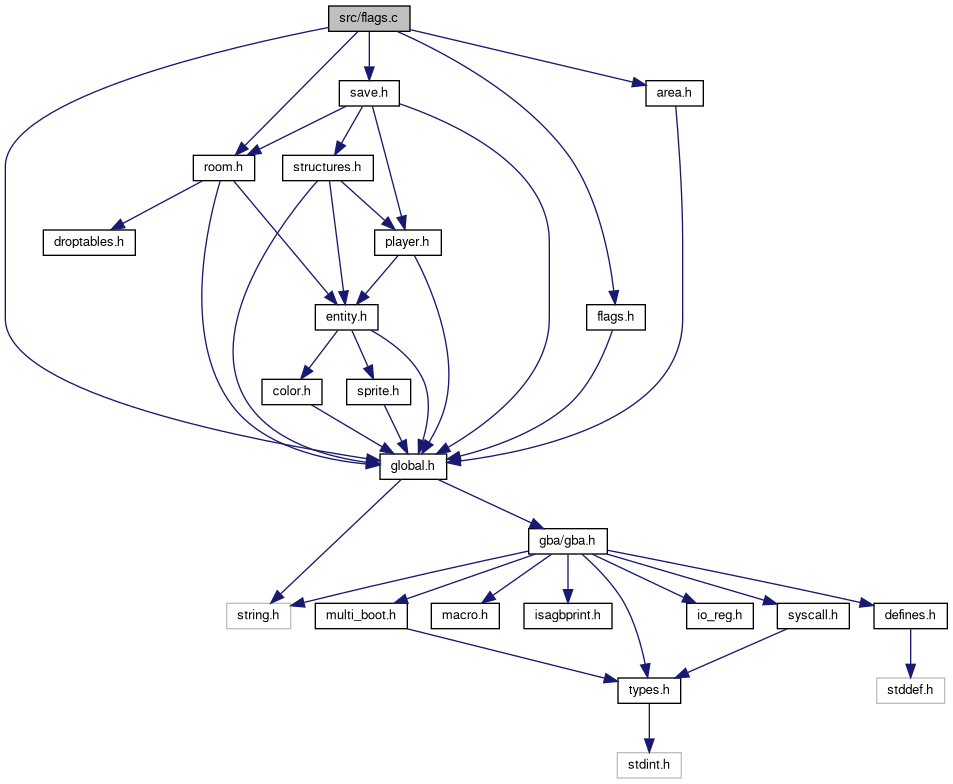 src/flags.c
save.h
area.h
room.h
structures.h
droptables.h
player.h
entity.h
flags.h
color.h
sprite.h
global.h
gba/gba.h
string.h
multi_boot.h
macro.h
isagbprint.h
io_reg.h
syscall.h
defines.h
types.h
stddef.h
stdint.h